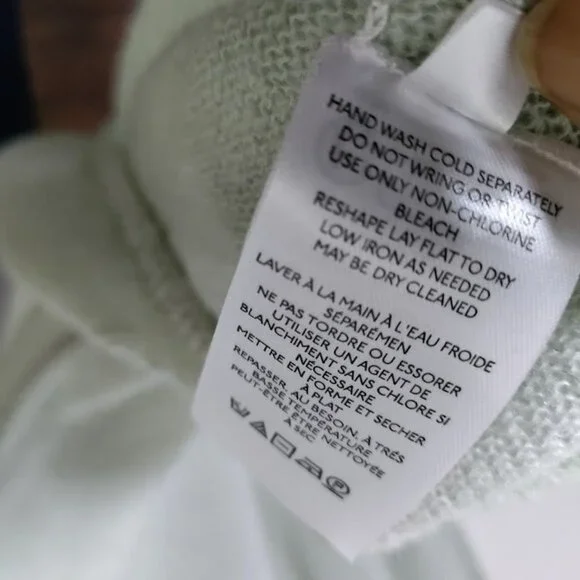 HAND WASH COLD SEPARATELY
DO NOT WRING OR TWIST
USE ONLY NON-CHLORINE
BLEACH
RESHAPE LAY FLAT TO DRY
LOW IRON AS NEEDED
MAY BE DRY CLEANED
LAVER À LA MAIN À L'EAU FROIDE
SÉPARÉMEN
NE PAS TORDRE OU ESSORER
UTILISER UN AGENT DE
BLANCHIMENT SANS CHLORE SI
NÉCESSAIRE
METTRE EN FORME ET SECHER
À PLAT
REPASSER, AU BESOIN, À TRÉS
BASSE TEMPÉRATURE
PEUT-ÊTRE ÊTRE NETTOYÉE
À SEC
P